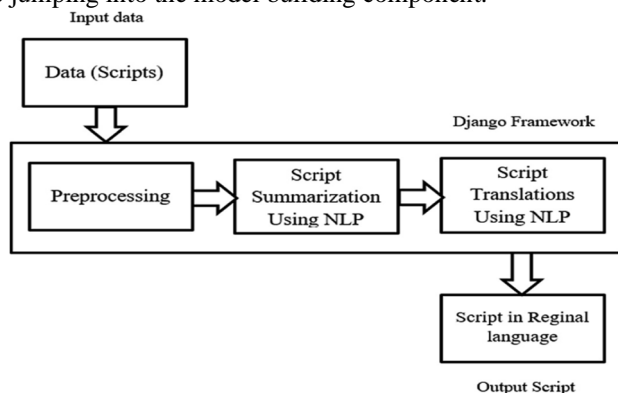 jumping into the model building component.
Input data
Data (Scripts)
Django Framework
Preprocessing
Script
Summarization
Using NLP
Script
Translations
Using NLP
Script in Reginal
language
Output Script